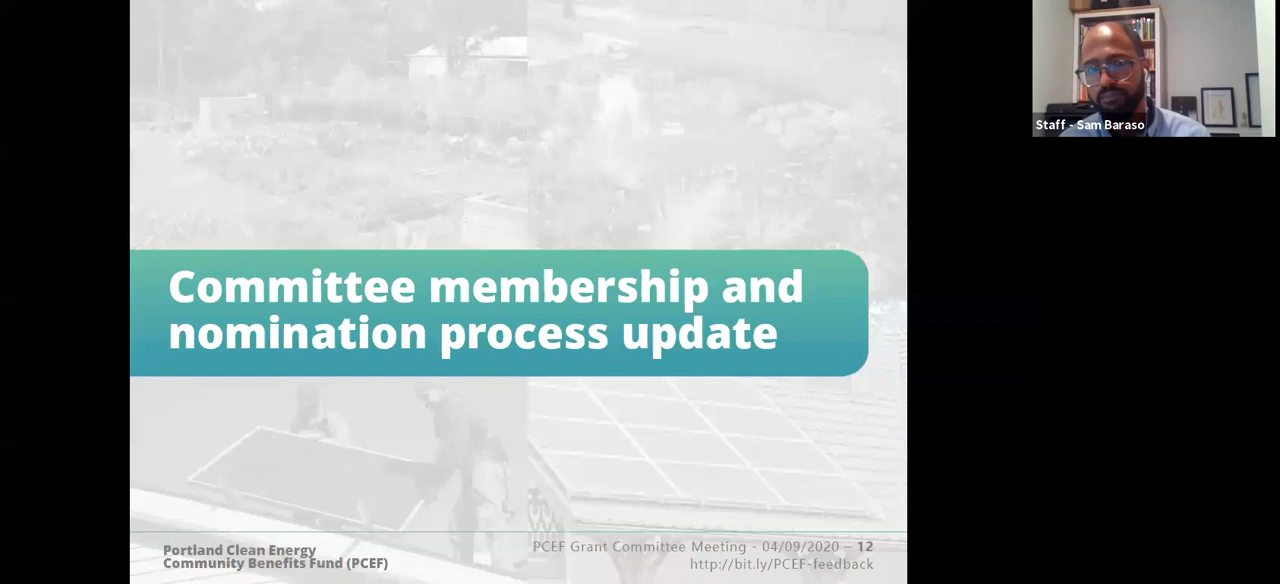 Staff - Sam Baraso
Committee membership and
nomination process update
Portland Clean Energy
Community Benefits Fund (PCEF)
PCEF Grant Committee Meeting - 04/09/2020 – 12
http://bit.ly/PCEF-feedback